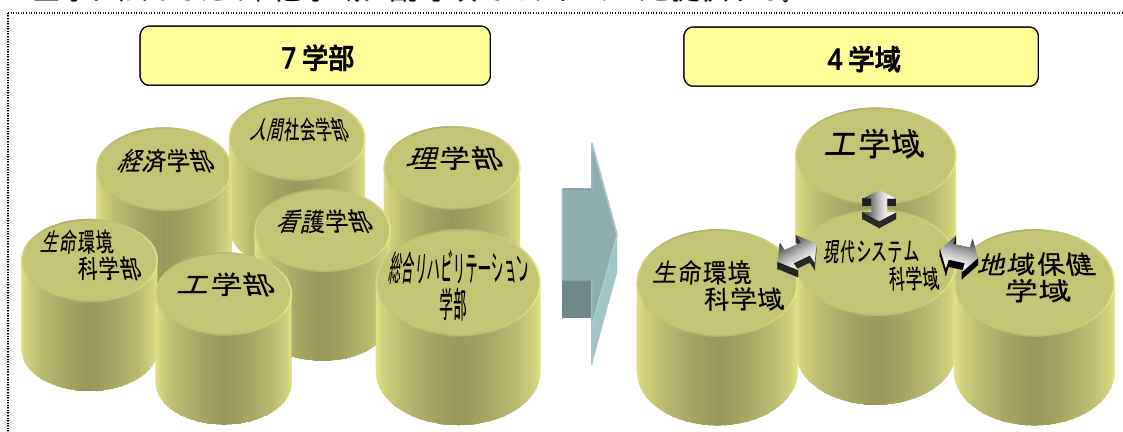 7学部
4学域
人間社会学部
経済学部
理学部
看護学部
生命環境
科学部
工学部
総合リハビリテーション
学部
工学域
現代システム
科学域
生命環境
科学域
地域保健
学域